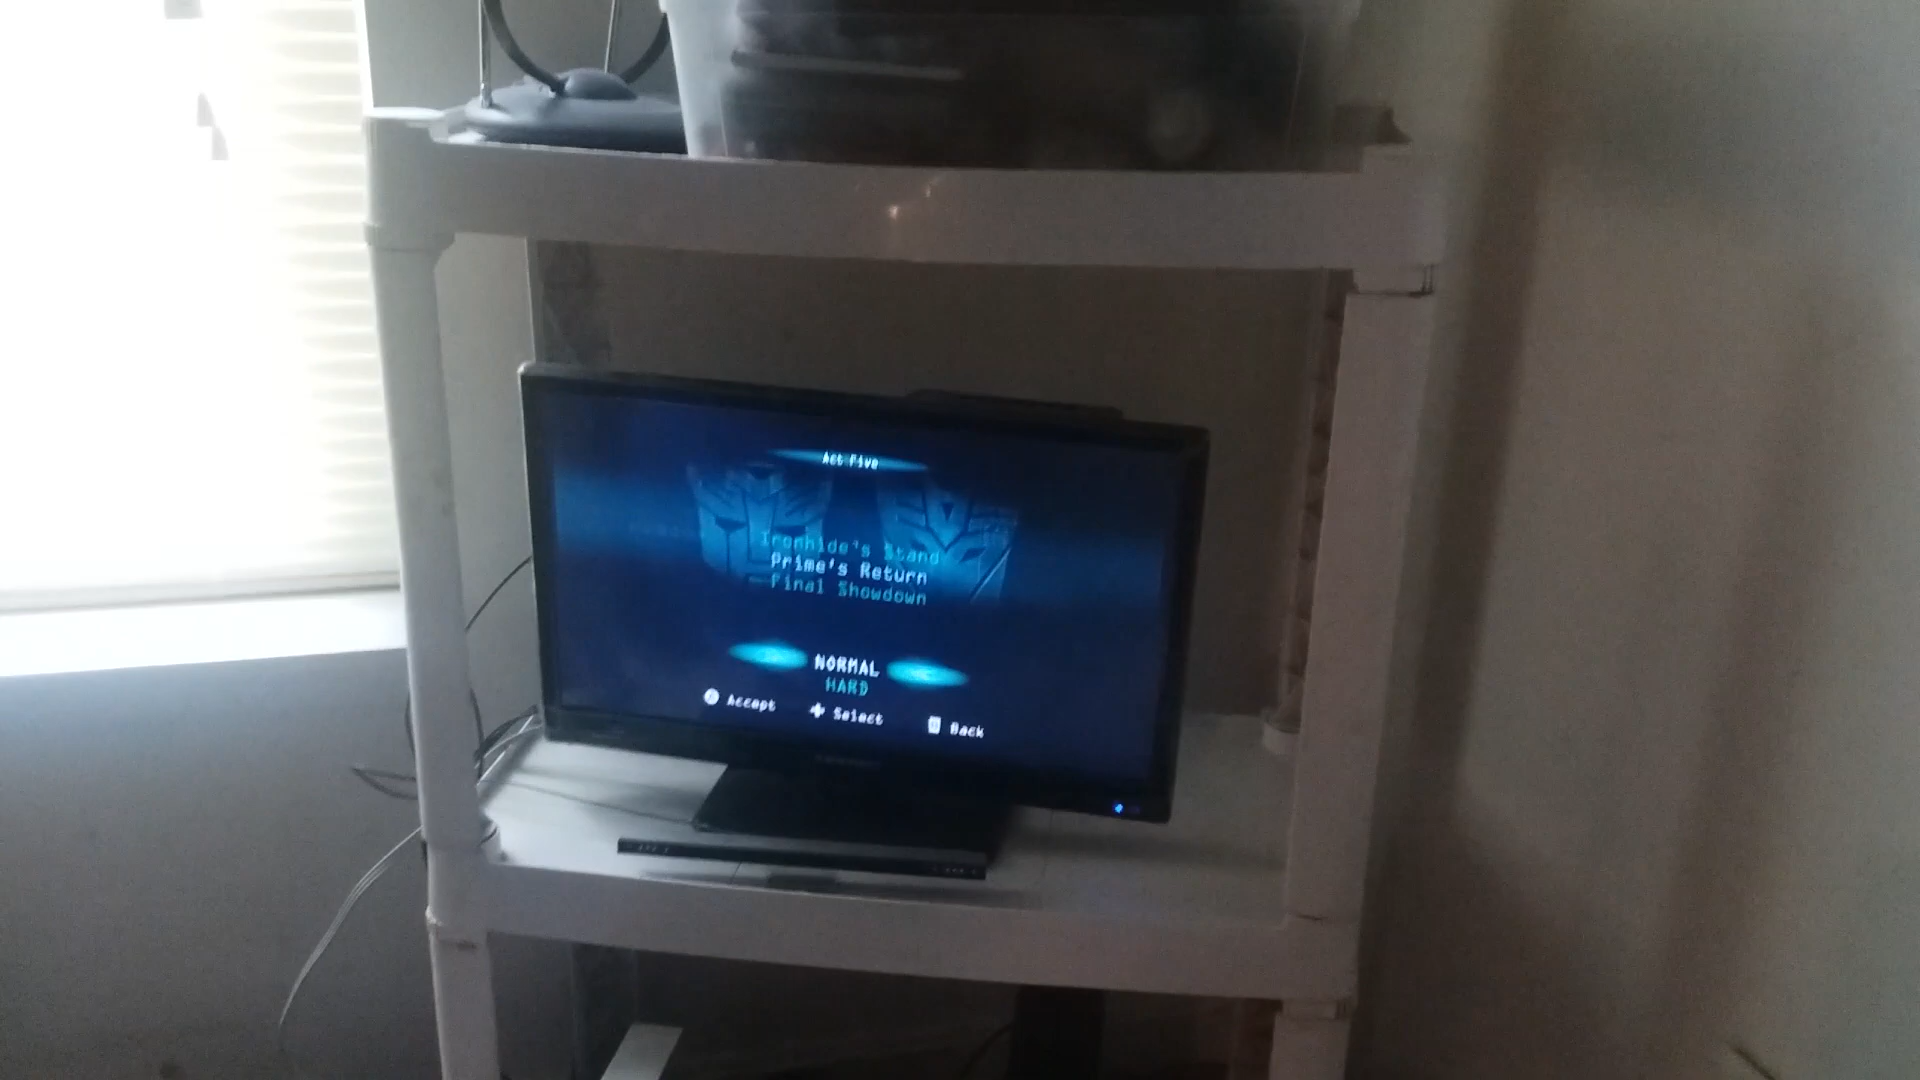 Act Five
Ironhide's Stand
Prime's Return
Final Showdown
NORMAL
HARD
Accept
Select
Back